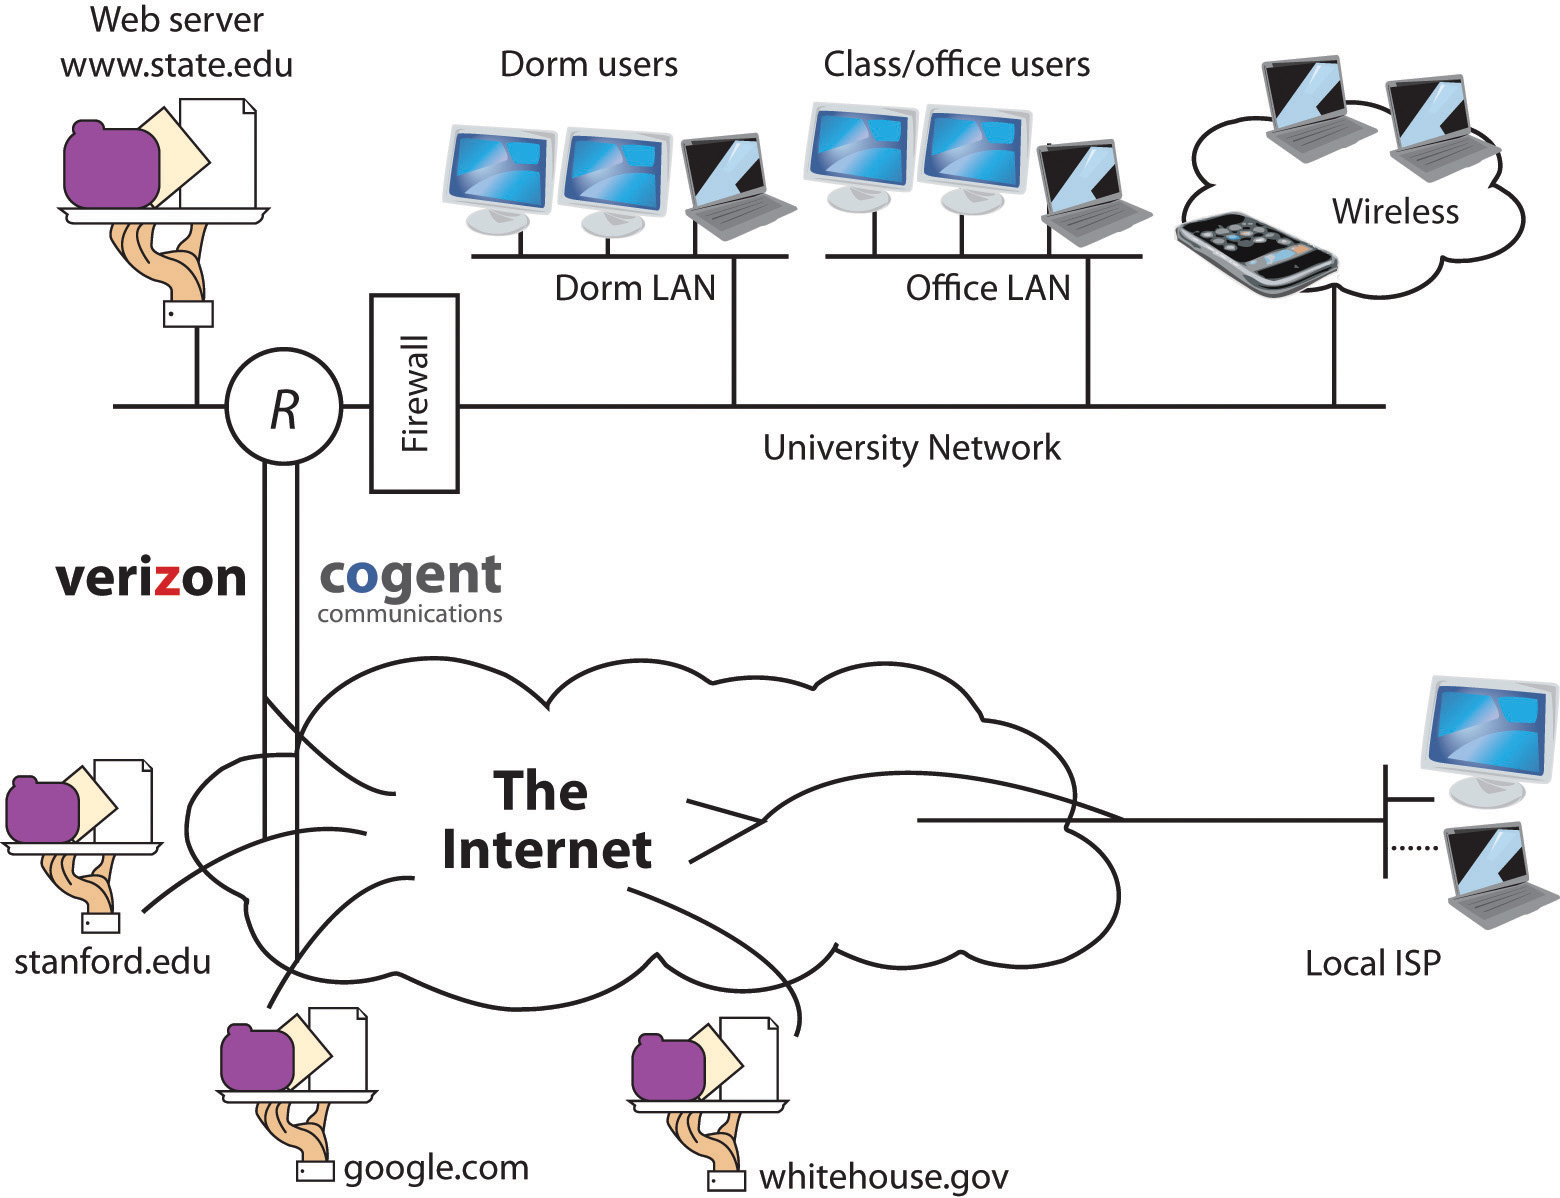 Web server
www.state.edu
Dorm users
Class/office users
Wireless
Dorm LAN
Office LAN
R
Firewall
University Network
verizon
cogent
communications
The
Internet
stanford.edu
Local ISP
google.com
whitehouse.gov